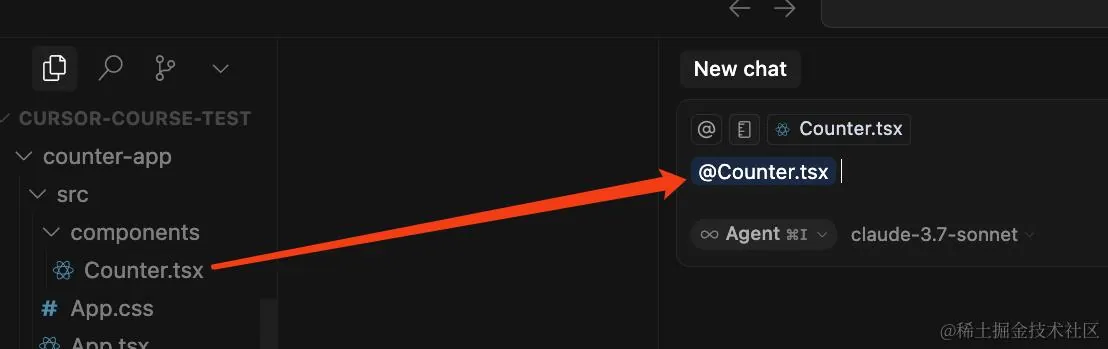 CURSOR-COURSE-TEST
counter-app
src
components
Counter.tsx
App.css
App.tsx
New chat
@ Counter.tsx
@Counter.tsx
Agent ⌘I claude-3.7-sonnet
@稀土掘金技术社区